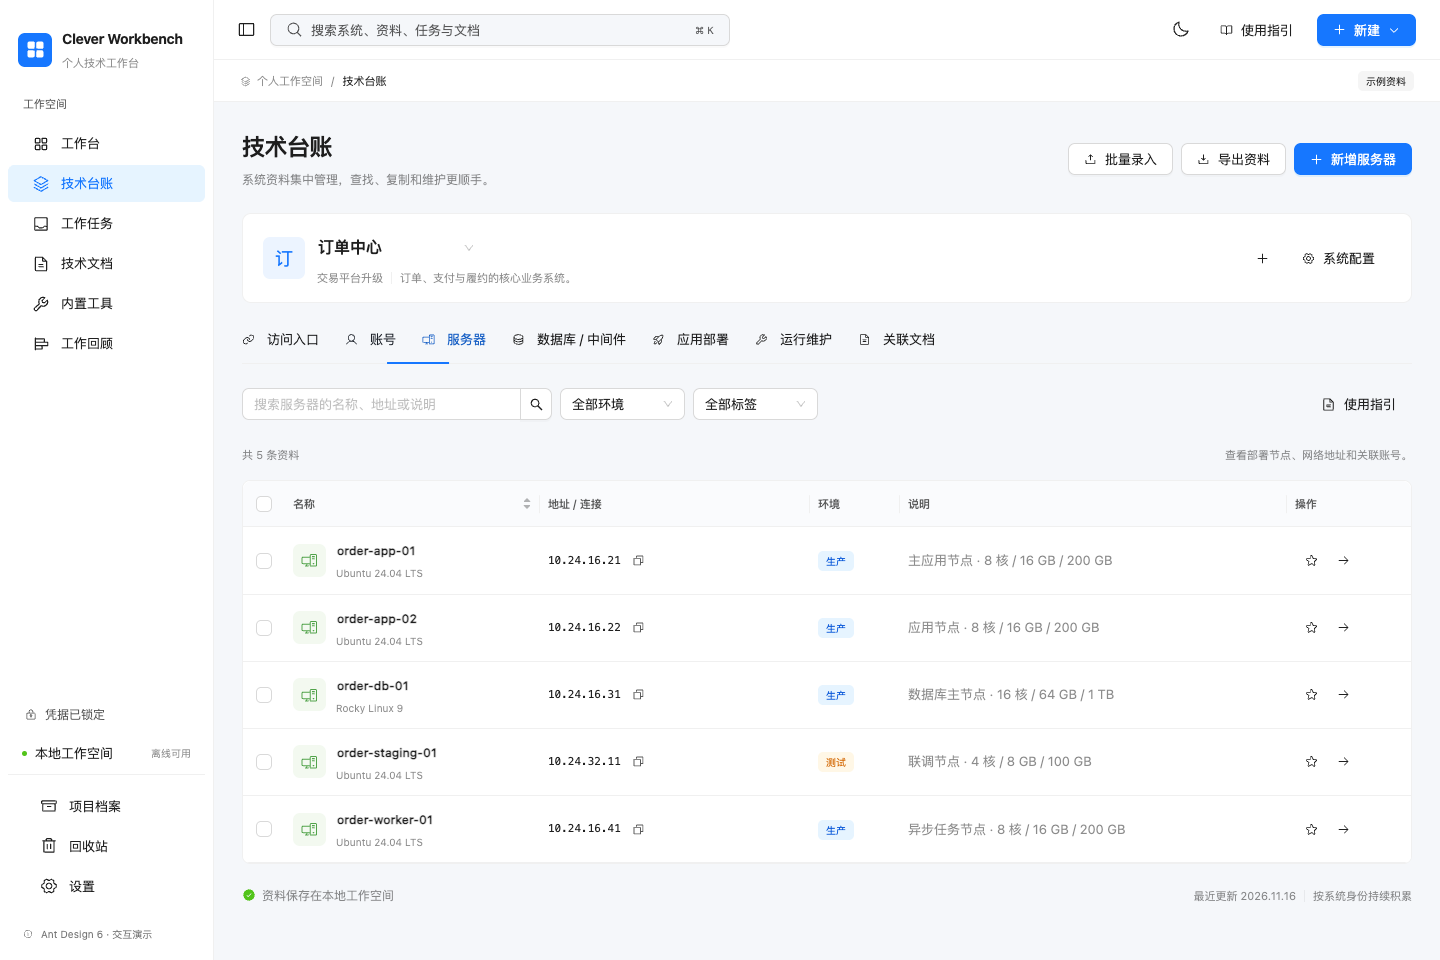 Clever Workbench
个人技术工作台
工作空间
工作台
技术台账
工作任务
技术文档
内置工具
工作回顾
凭据已锁定
本地工作空间 离线可用
项目档案
回收站
设置
Ant Design 6 · 交互演示
搜索系统、资料、任务与文档 ⌘ K
使用指引
新建
个人工作空间 / 技术台账
示例资料
技术台账
系统资料集中管理，查找、复制和维护更顺手。
批量录入
导出资料
新增服务器
订
订单中心
交易平台升级 订单、支付与履约的核心业务系统。
系统配置
访问入口 账号 服务器 数据库 / 中间件 应用部署 运行维护 关联文档
搜索服务器的名称、地址或说明
全部环境
全部标签
使用指引
共 5 条资料
查看部署节点、网络地址和关联账号。
名称 地址 / 连接 环境 说明 操作
order-app-01
Ubuntu 24.04 LTS
10.24.16.21
生产
主应用节点 · 8 核 / 16 GB / 200 GB
order-app-02
Ubuntu 24.04 LTS
10.24.16.22
生产
应用节点 · 8 核 / 16 GB / 200 GB
order-db-01
Rocky Linux 9
10.24.16.31
生产
数据库主节点 · 16 核 / 64 GB / 1 TB
order-staging-01
Ubuntu 24.04 LTS
10.24.32.11
测试
联调节点 · 4 核 / 8 GB / 100 GB
order-worker-01
Ubuntu 24.04 LTS
10.24.16.41
生产
异步任务节点 · 8 核 / 16 GB / 200 GB
资料保存在本地工作空间
最近更新 2026.11.16 按系统身份持续积累